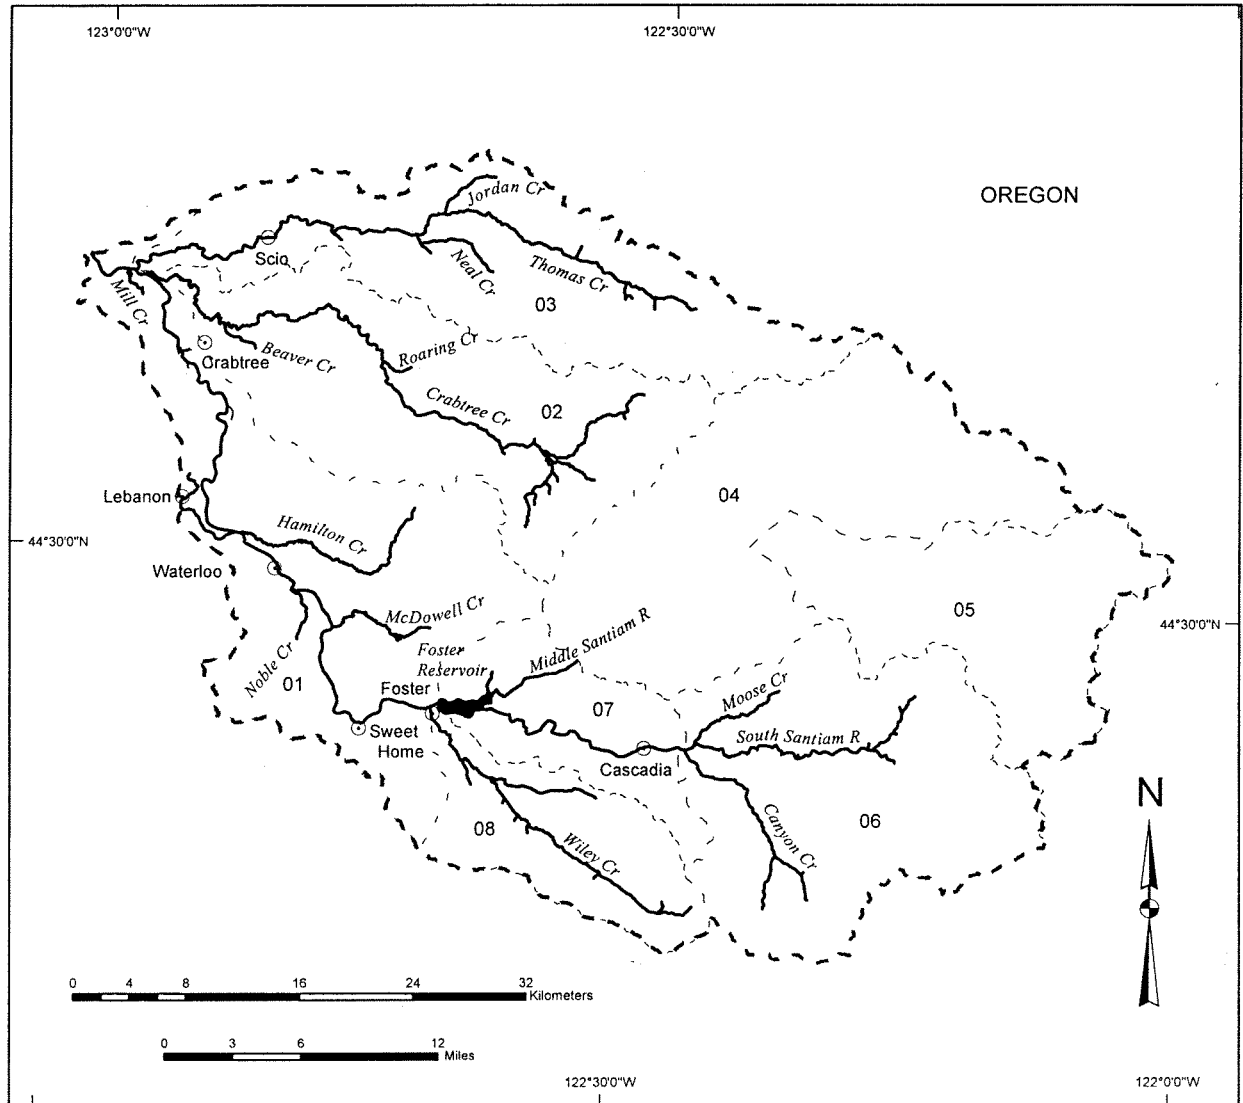 123°0'0"W
122°30'0"W
OREGON
Jordan Cr
Scio
Neal Cr
Thomas Cr
03
Mill Cr
Crabtree
Beaver Cr
Roaring Cr
Crabtree Cr
02
Lebanon
04
Hamilton Cr
44°30'0"N
Waterloo
05
McDowell Cr
44°30'0"N
Noble Cr
01
Foster
Reservoir
Middle Santiam R
Foster
07
Moose Cr
Sweet
Home
South Santiam R
Cascadia
N
08
Wiley Cr
Canyon Cr
06
0 4 8 16 24 32
Kilometers
0 3 6 12
Miles
122°30'0"W
122°0'0"W